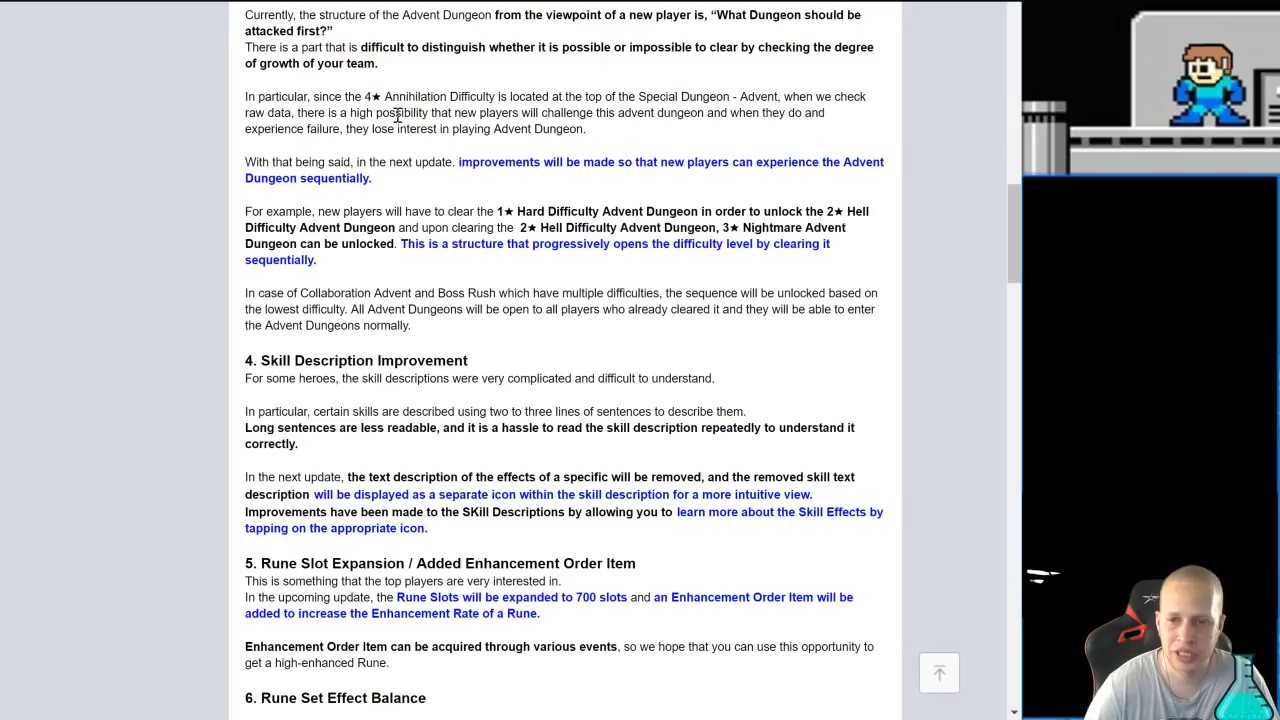 Currently, the structure of the Advent Dungeon from the viewpoint of a new player is, “What Dungeon should be
attacked first?”
There is a part that is difficult to distinguish whether it is possible or impossible to clear by checking the degree
of growth of your team.
In particular, since the 4★ Annihilation Difficulty is located at the top of the Special Dungeon - Advent, when we check
raw data, there is a high possibility that new players will challenge this advent dungeon and when they do and
experience failure, they lose interest in playing Advent Dungeon.
With that being said, in the next update. improvements will be made so that new players can experience the Advent
Dungeon sequentially.
For example, new players will have to clear the 1★ Hard Difficulty Advent Dungeon in order to unlock the 2★ Hell
Difficulty Advent Dungeon and upon clearing the 2★ Hell Difficulty Advent Dungeon, 3★ Nightmare Advent
Dungeon can be unlocked. This is a structure that progressively opens the difficulty level by clearing it
sequentially.
In case of Collaboration Advent and Boss Rush which have multiple difficulties, the sequence will be unlocked based on
the lowest difficulty. All Advent Dungeons will be open to all players who already cleared it and they will be able to enter
the Advent Dungeons normally.
4. Skill Description Improvement
For some heroes, the skill descriptions were very complicated and difficult to understand.
In particular, certain skills are described using two to three lines of sentences to describe them.
Long sentences are less readable, and it is a hassle to read the skill description repeatedly to understand it
correctly.
In the next update, the text description of the effects of a specific will be removed, and the removed skill text
description will be displayed as a separate icon within the skill description for a more intuitive view.
Improvements have been made to the SKill Descriptions by allowing you to learn more about the Skill Effects by
tapping on the appropriate icon.
5. Rune Slot Expansion / Added Enhancement Order Item
This is something that the top players are very interested in.
In the upcoming update, the Rune Slots will be expanded to 700 slots and an Enhancement Order Item will be
added to increase the Enhancement Rate of a Rune.
Enhancement Order Item can be acquired through various events, so we hope that you can use this opportunity to
get a high-enhanced Rune.
6. Rune Set Effect Balance